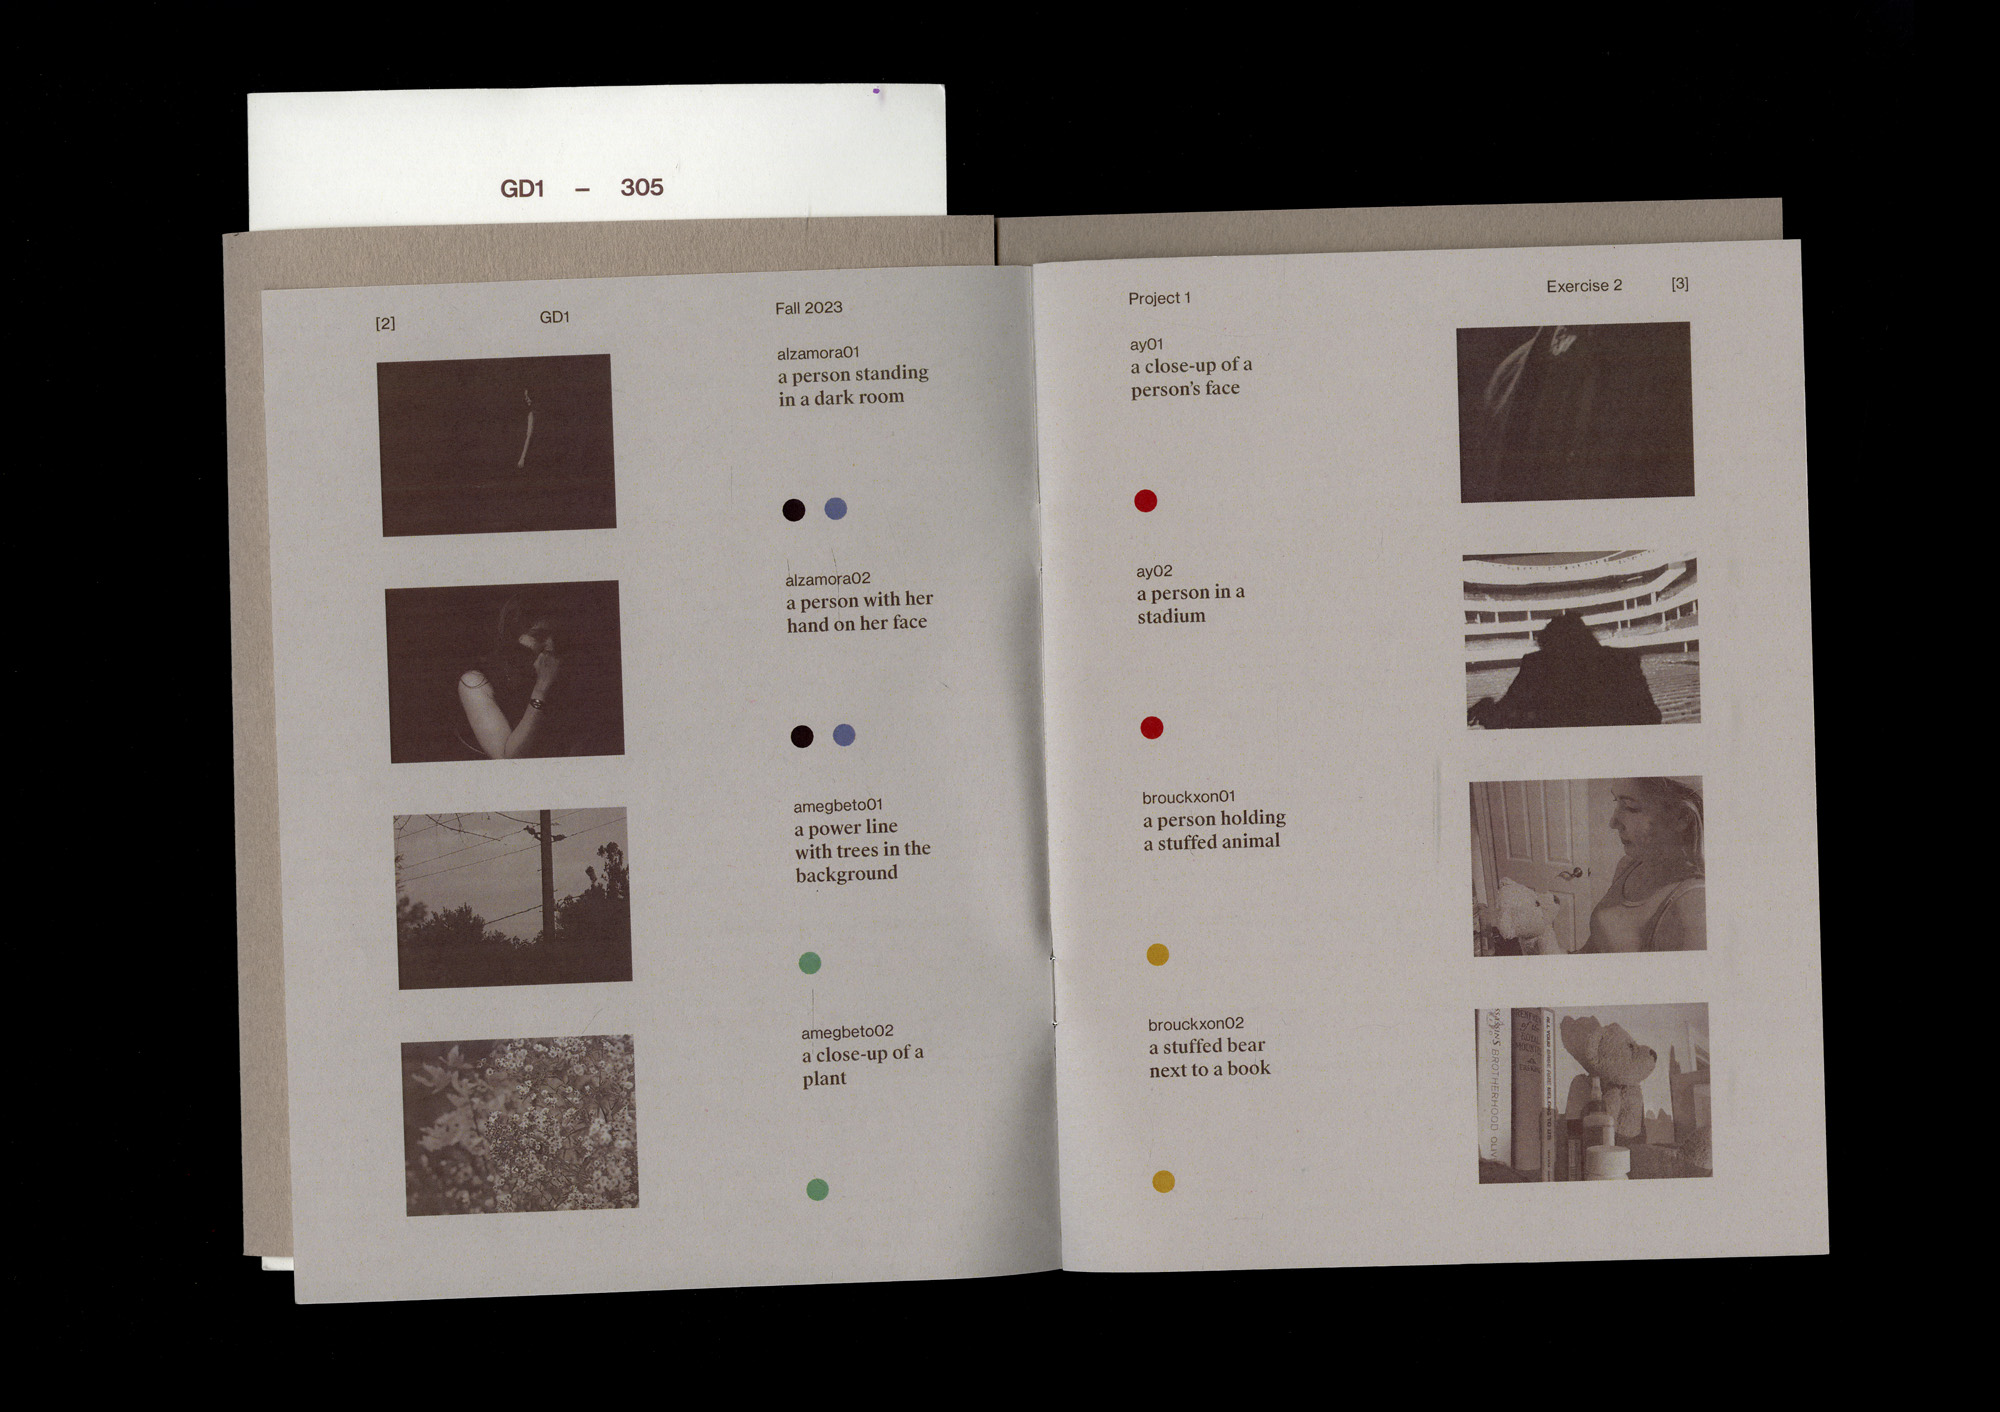 GD1 – 305
[2] GD1 Fall 2023
alzamora01
a person standing
in a dark room
alzamora02
a person with her
hand on her face
amegbeto01
a power line
with trees in the
background
amegbeto02
a close-up of a
plant
Project 1 Exercise 2 [3]
ay01
a close-up of a
person’s face
ay02
a person in a
stadium
brouckxon01
a person holding
a stuffed animal
brouckxon02
a stuffed bear
next to a book
BROTHERHOOD